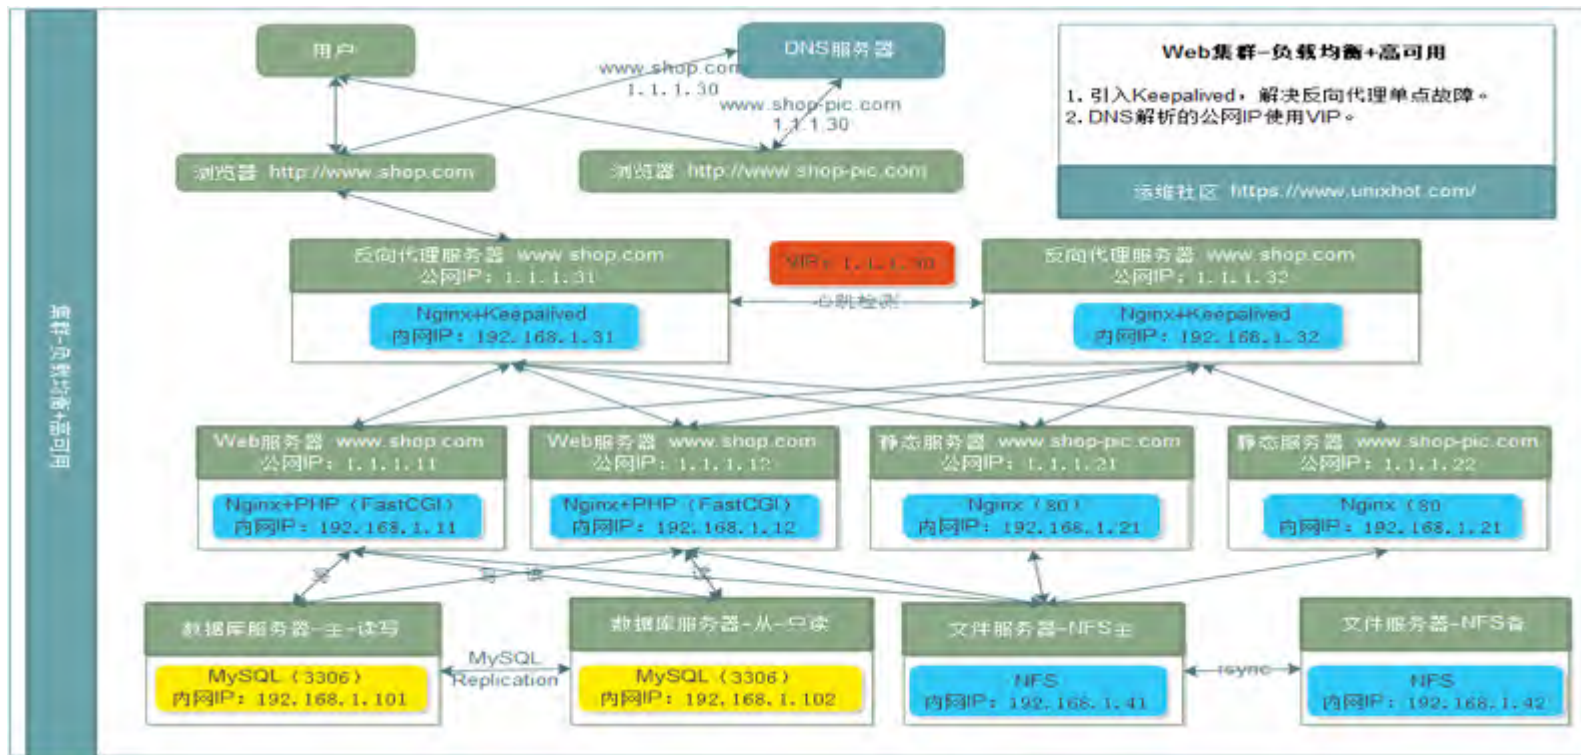 集群-负载均衡+高可用
用户
DNS服务器
www.shop.com
1.1.1.30
www.shop-pic.com
1.1.1.30
浏览器 http://www.shop.com
浏览器 http://www.shop-pic.com
Web集群-负载均衡+高可用
1. 引入Keepalived，解决反向代理单点故障。
2. DNS解析的公网IP使用VIP。
运维社区 https://www.unixhot.com/
反向代理服务器 www.shop.com
公网IP：1.1.1.31
Nginx+Keepalived
内网IP：192.168.1.31
VIP：1.1.1.30
心跳检测
反向代理服务器 www.shop.com
公网IP：1.1.1.32
Nginx+Keepalived
内网IP：192.168.1.32
Web服务器 www.shop.com
公网IP：1.1.1.11
Nginx+PHP（FastCGI）
内网IP：192.168.1.11
Web服务器 www.shop.com
公网IP：1.1.1.12
Nginx+PHP（FastCGI）
内网IP：192.168.1.12
静态服务器 www.shop-pic.com
公网IP：1.1.1.21
Nginx（80）
内网IP：192.168.1.21
静态服务器 www.shop-pic.com
公网IP：1.1.1.22
Nginx（80
内网IP：192.168.1.21
写
写
读
读
数据库服务器-主-读写
MySQL（3306）
内网IP：192.168.1.101
MySQL
Replication
数据库服务器-从-只读
MySQL（3306）
内网IP：192.168.1.102
文件服务器-NFS主
NFS
内网IP：192.168.1.41
rsync
文件服务器-NFS备
NFS
内网IP：192.168.1.42